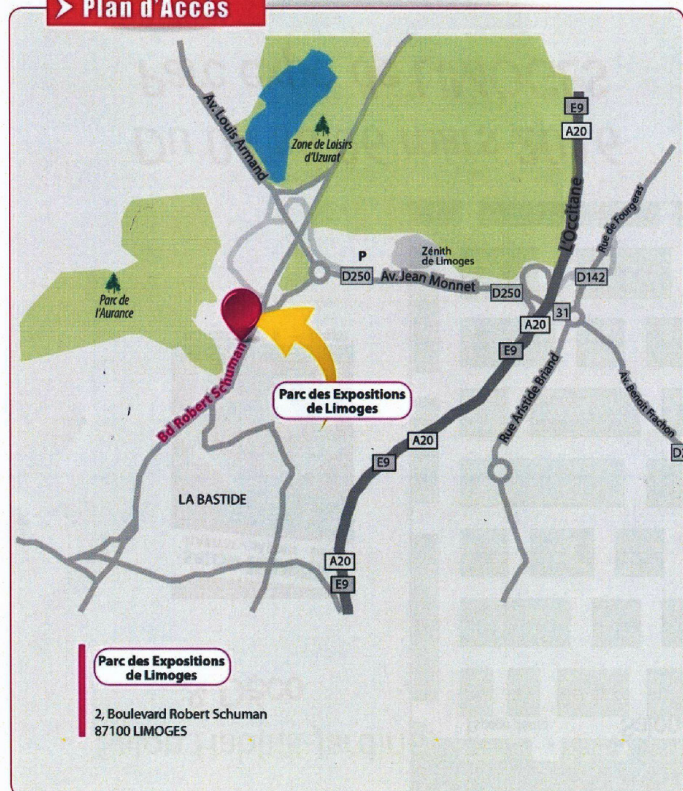 Plan d'Accès
Av. Louis Armand
Zone de Loisirs
d'Uzurat
E9
A20
L'Occitane
Rue de Fourgeras
P
Zénith
de Limoges
D250
Av. Jean Monnet
D250
D142
31
Parc de
l'Aurance
A20
E9
Bd Robert Schuman
Parc des Expositions
de Limoges
Rue Aristide Briand
Av. Benoit Frachon
A20
E9
LA BASTIDE
A20
E9
Parc des Expositions
de Limoges
2, Boulevard Robert Schuman
87100 LIMOGES